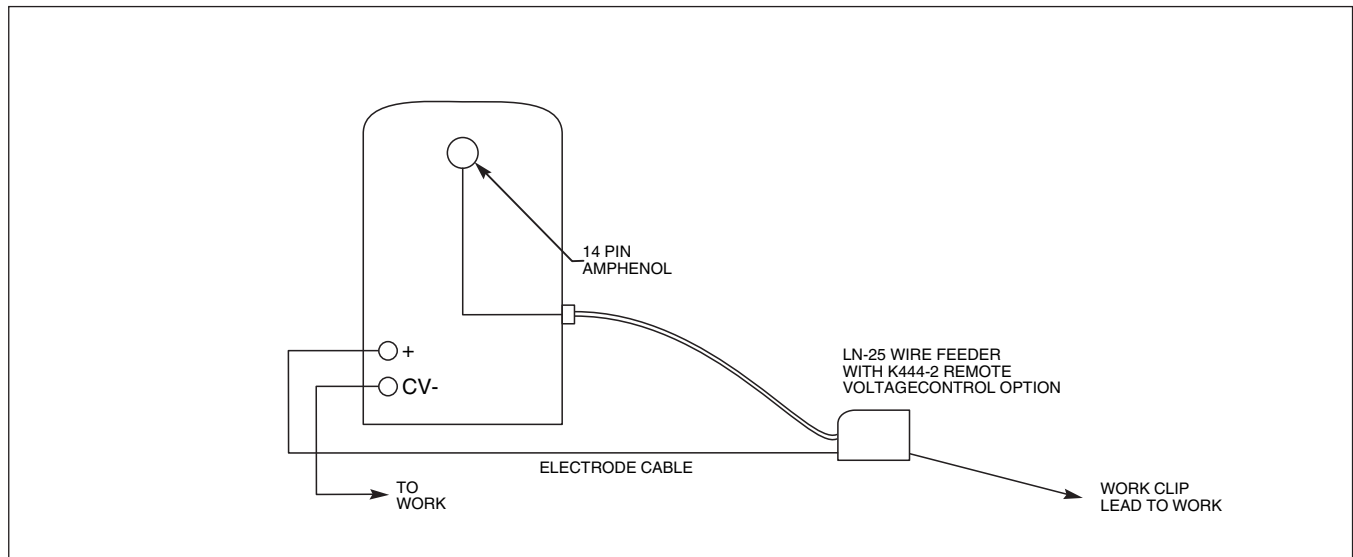 14 PIN
AMPHENOL
+
CV-
LN-25 WIRE FEEDER
WITH K444-2 REMOTE
VOLTAGECONTROL OPTION
ELECTRODE CABLE
TO
WORK
WORK CLIP
LEAD TO WORK